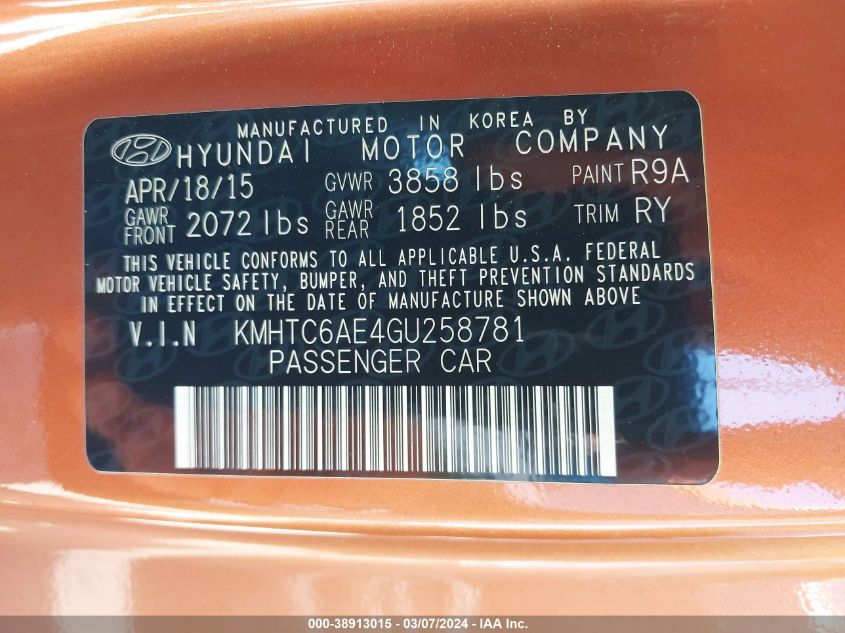 MANUFACTURED IN KOREA BY
HYUNDAI MOTOR COMPANY
APR/18/15 GVWR 3858 lbs PAINT R9A
GAWR FRONT 2072 lbs GAWR REAR 1852 lbs TRIM RY
THIS VEHICLE CONFORMS TO ALL APPLICABLE U.S.A. FEDERAL
MOTOR VEHICLE SAFETY, BUMPER, AND THEFT PREVENTION STANDARDS
IN EFFECT ON THE DATE OF MANUFACTURE SHOWN ABOVE
V.I.N KMHTC6AE4GU258781
PASSENGER CAR
000-38913015 - 03/07/2024 - IAA Inc.